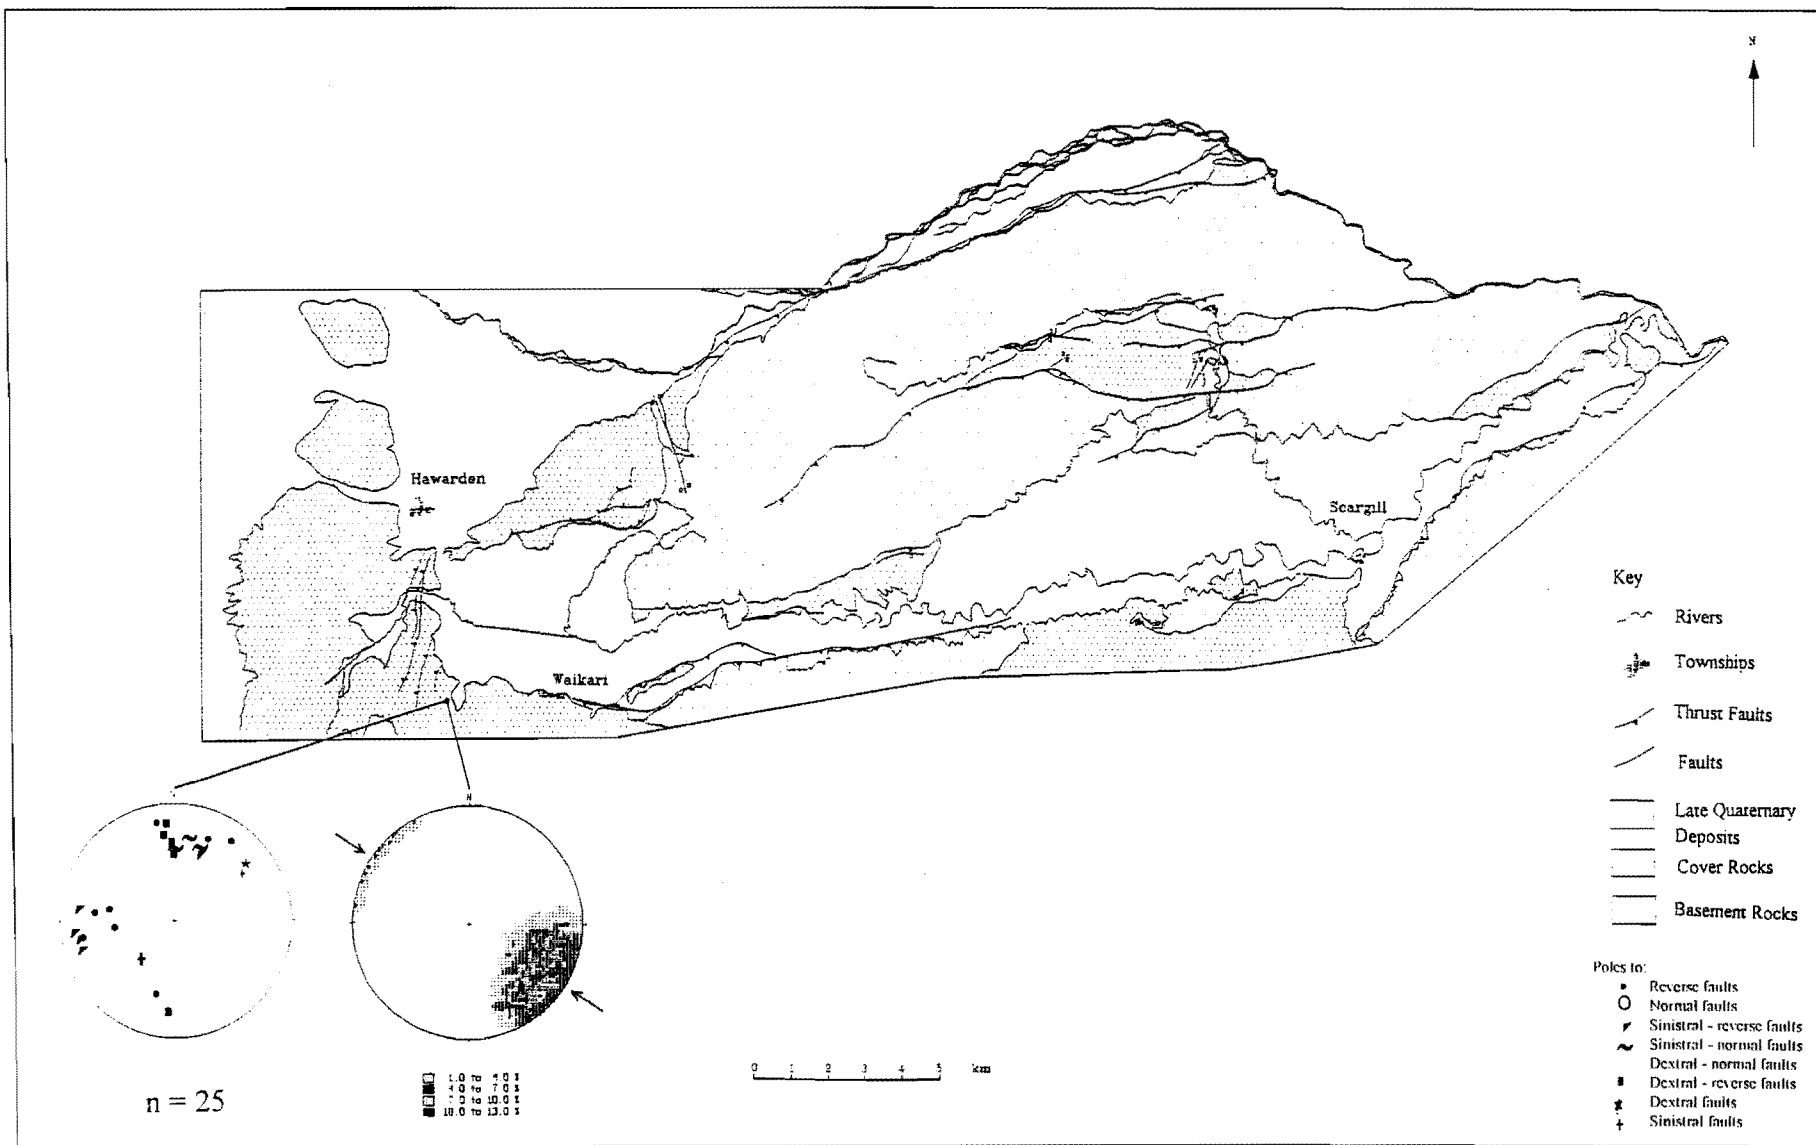 N
Hawarden
Scargill
Waikari
Key
Rivers
Townships
Thrust Faults
Faults
Late Quaternary
Deposits
Cover Rocks
Basement Rocks
Poles to:
Reverse faults
Normal faults
Sinistral - reverse faults
Sinistral - normal faults
Dextral - normal faults
Dextral - reverse faults
Dextral faults
Sinistral faults
N
n = 25
1.0 to 4.0 %
4.0 to 7.0 %
7.0 to 10.0 %
10.0 to 13.0 %
0 1 2 3 4 5 km